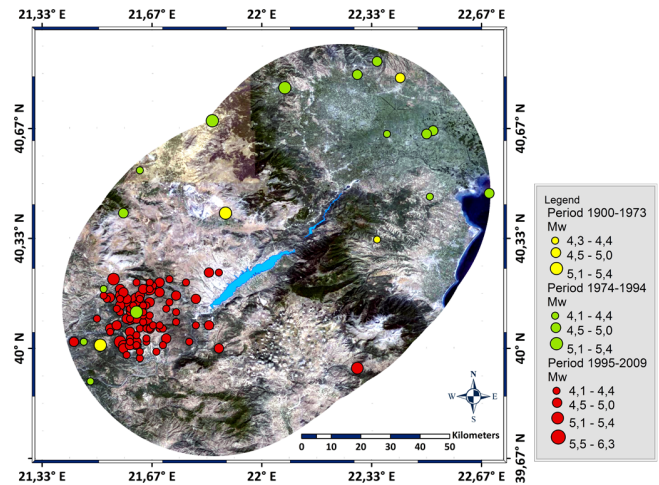 21,33° E 21,67° E 22° E 22,33° E 22,67° E
40,67° N
40,33° N
40° N
39,67° N
40,67° N
40,33° N
40° N
39,67° N
N
W E
S
Kilometers
0 5 10 20 30 40 50
21,33° E 21,67° E 22° E 22,33° E 22,67° E
Legend
Period 1900-1973
Mw
4,3 - 4,4
4,5 - 5,0
5,1 - 5,4
Period 1974-1994
Mw
4,1 - 4,4
4,5 - 5,0
5,1 - 5,4
Period 1995-2009
Mw
4,1 - 4,4
4,5 - 5,0
5,1 - 5,4
5,5 - 6,3